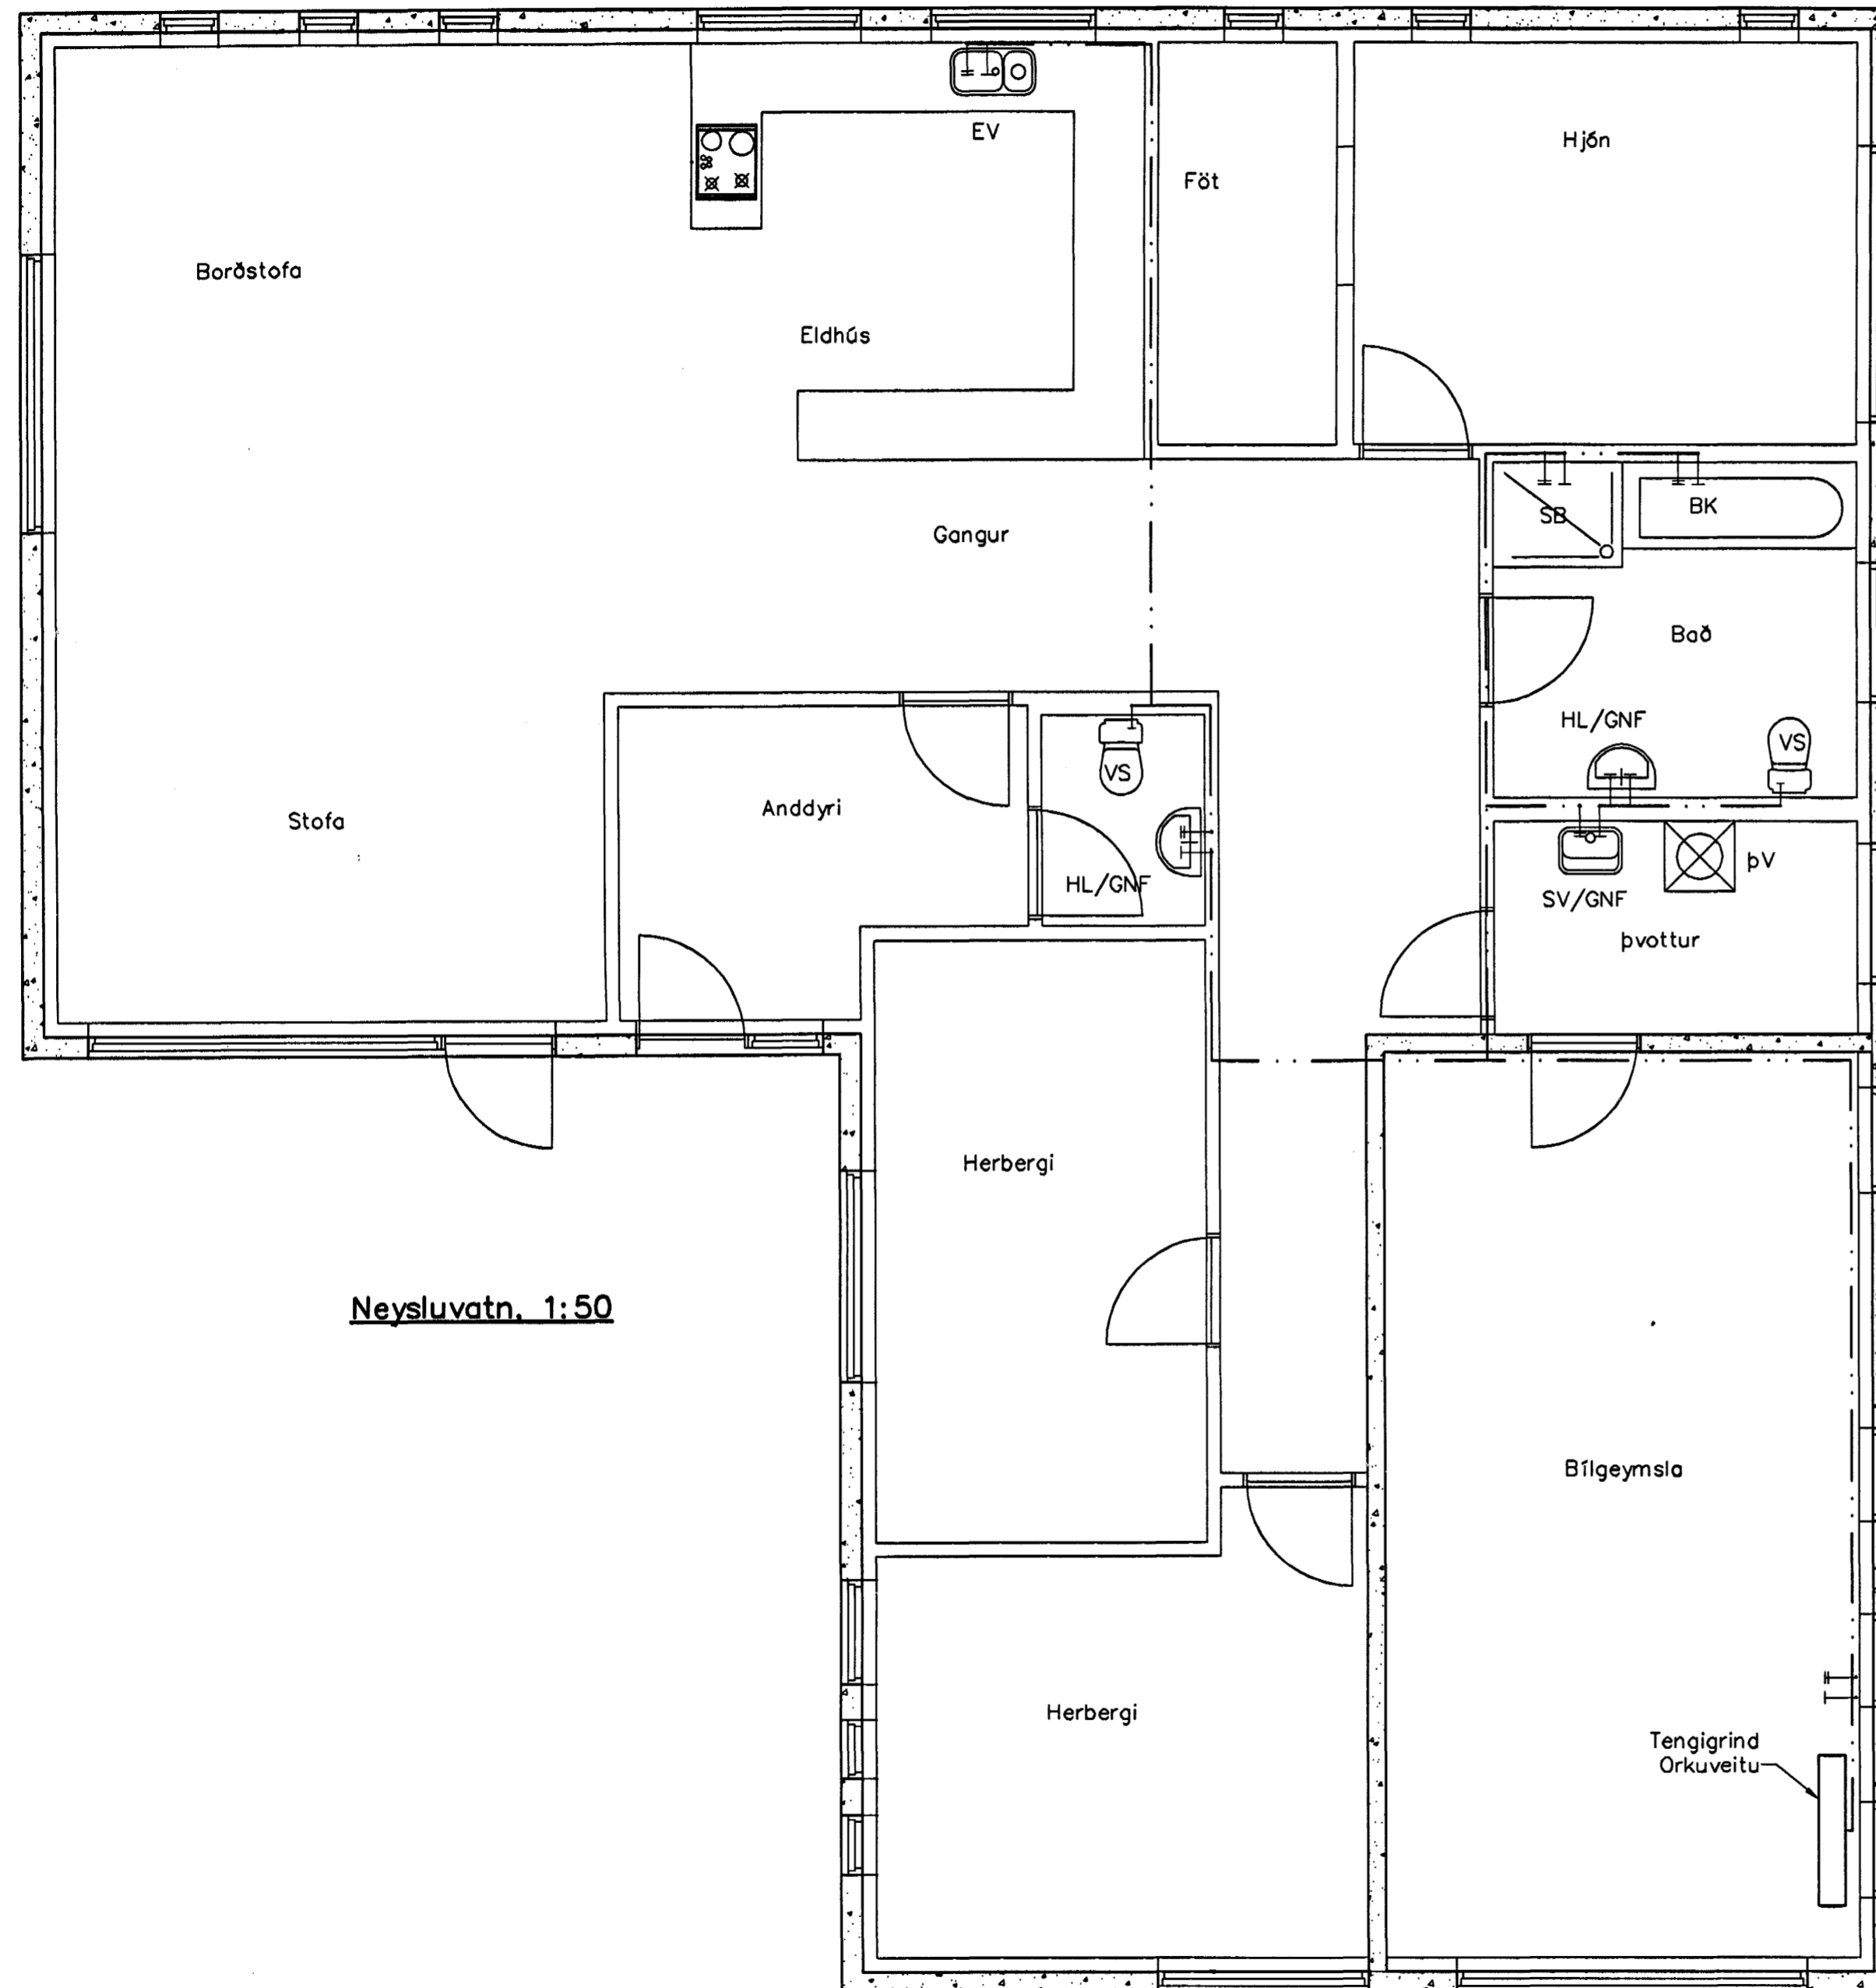 EV
Hjón
Föt
Borðstofa
Eldhús
SB
BK
Gangur
Bað
HL/GNF
VS
VS
Anddyri
Stofa
HL/GNF
þV
SV/GNF
þvottur
Herbergi
Neysluvatn, 1:50
Bílgeymsla
Herbergi
Tengigrind
Orkuveitu